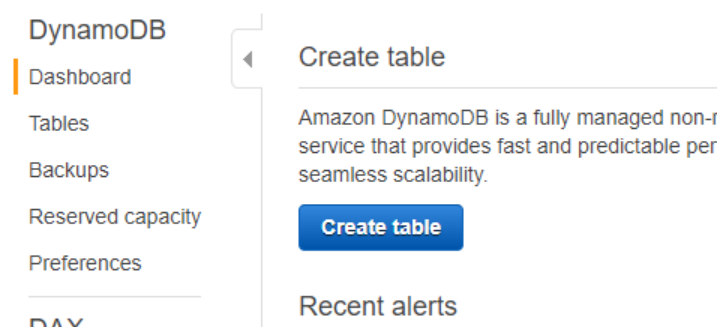 DynamoDB
Dashboard
Tables
Backups
Reserved capacity
Preferences
DAX
Create table
Amazon DynamoDB is a fully managed non-r
service that provides fast and predictable per
seamless scalability.
Create table
Recent alerts